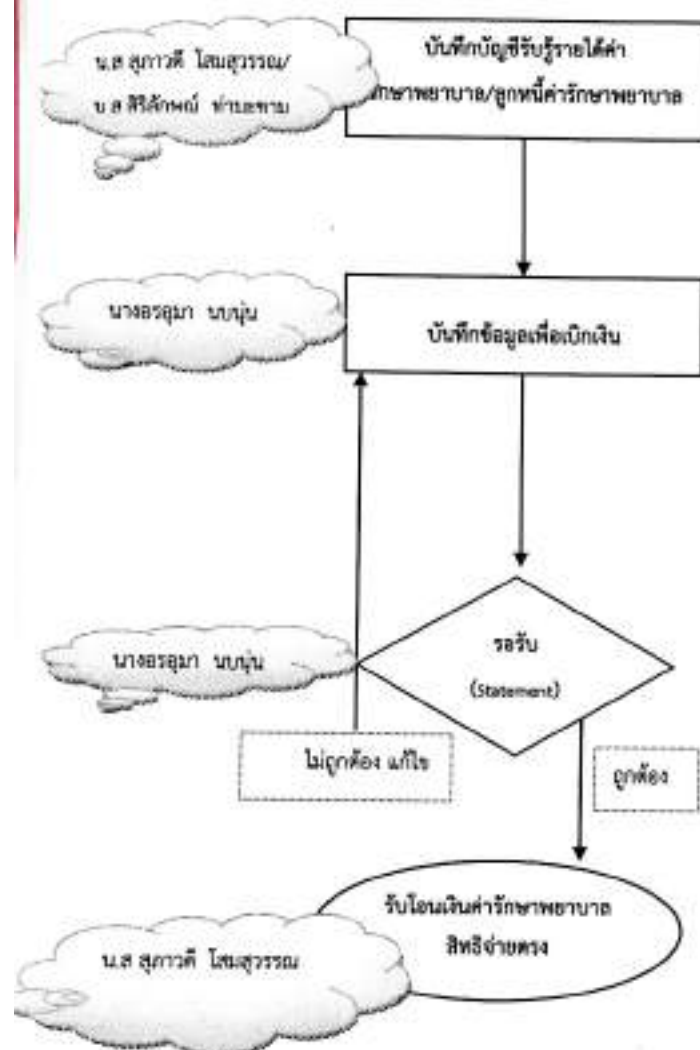 น.ส สุภาวดี โสมสุวรรณ/
น.ส สิริลักษณ์
บันทึกบัญชีรับรู้รายได้ค่า
รักษาพยาบาล/ลูกหนี้ค่ารักษาพยาบาล
นางอรอุมา นบนุ่น
บันทึกข้อมูลเพื่อเบิกเงิน
นางอรอุมา นบนุ่น
รอรับ
(Statement)
ไม่ถูกต้อง แก้ไข
ถูกต้อง
รับโอนเงินค่ารักษาพยาบาล
สิทธิจ่ายตรง
น.ส สุภาวดี โสมสุวรรณ